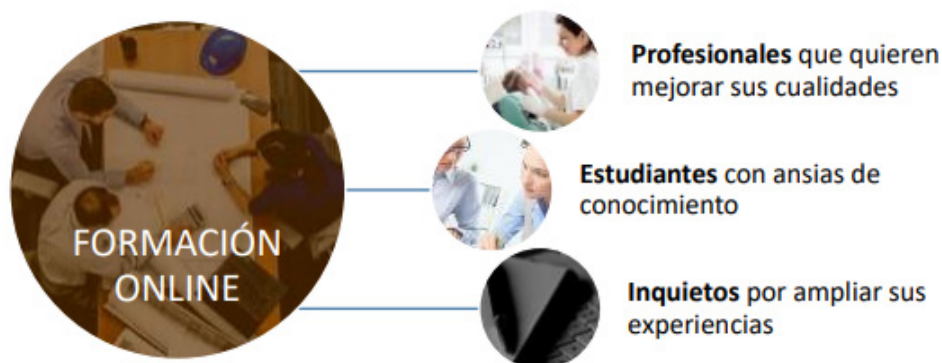 FORMACIÓN
ONLINE
Profesionales que quieren
mejorar sus cualidades
Estudiantes con ansias de
conocimiento
Inquietos por ampliar sus
experiencias